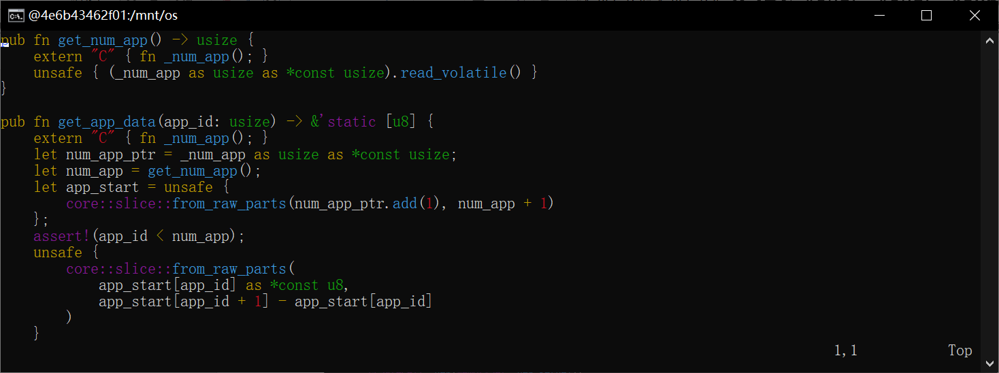 @4e6b43462f01:/mnt/os
pub fn get_num_app() -> usize {
    extern "C" { fn _num_app(); }
    unsafe { (_num_app as usize as *const usize).read_volatile() }
}

pub fn get_app_data(app_id: usize) -> &'static [u8] {
    extern "C" { fn _num_app(); }
    let num_app_ptr = _num_app as usize as *const usize;
    let num_app = get_num_app();
    let app_start = unsafe {
        core::slice::from_raw_parts(num_app_ptr.add(1), num_app + 1)
    };
    assert!(app_id < num_app);
    unsafe {
        core::slice::from_raw_parts(
            app_start[app_id] as *const u8,
            app_start[app_id + 1] - app_start[app_id]
        )
    }
1,1 Top